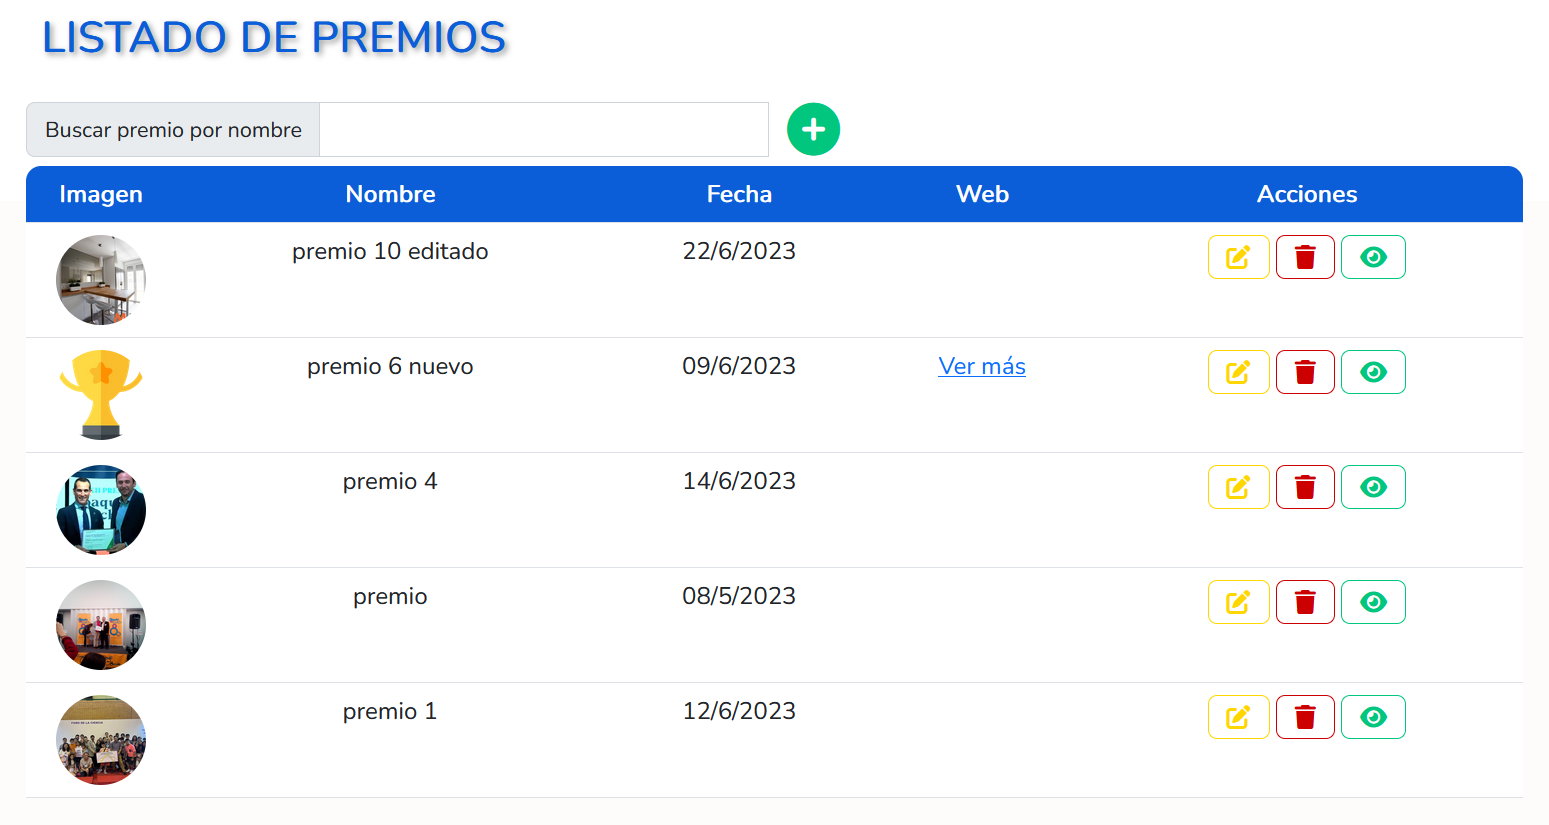 LISTADO DE PREMIOS
Buscar premio por nombre
Imagen Nombre Fecha Web Acciones
premio 10 editado 22/6/2023
premio 6 nuevo 09/6/2023 Ver más
premio 4 14/6/2023
premio 08/5/2023
premio 1 12/6/2023